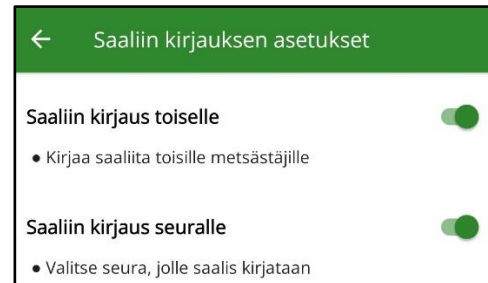 Saaliin kirjauksen asetukset
Saaliin kirjaus toiselle
• Kirjaa saaliita toisille metsästäjille
Saaliin kirjaus seuralle
• Valitse seura, jolle saalis kirjataan